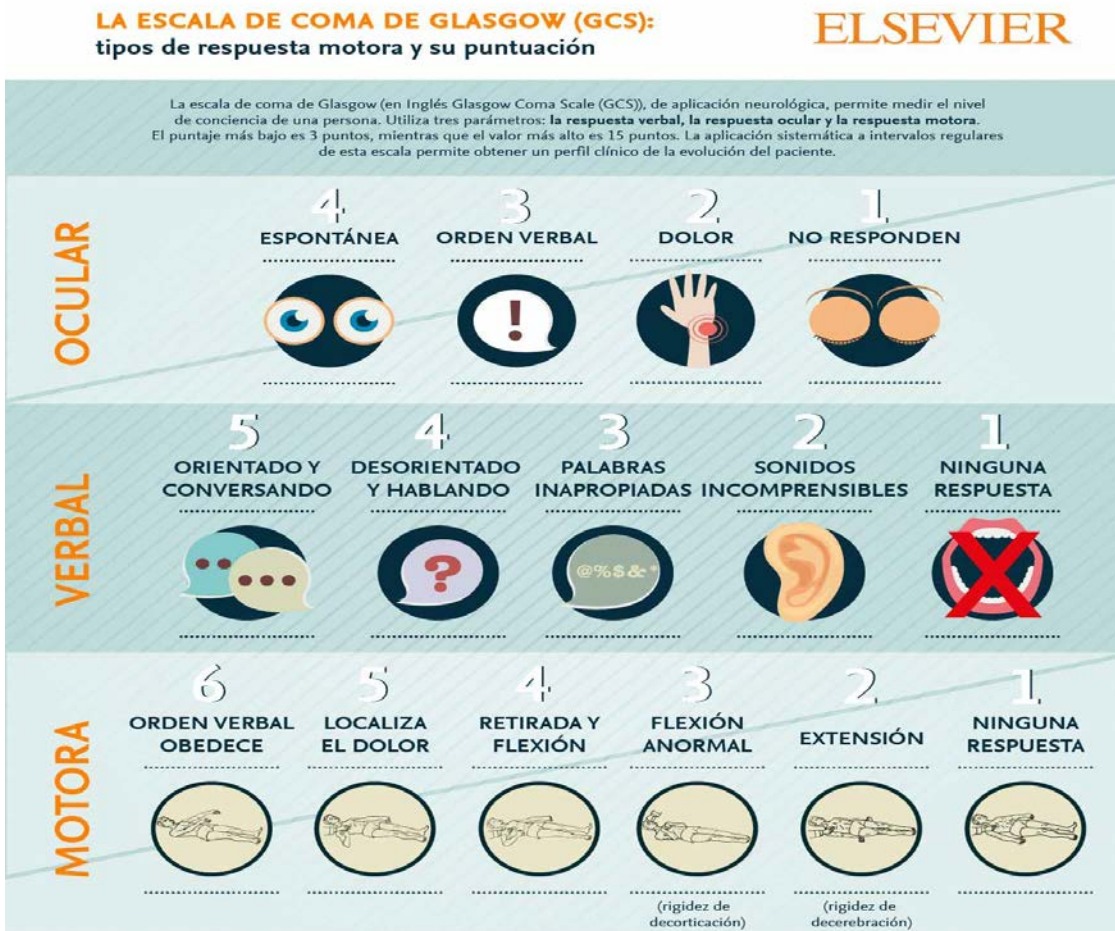 LA ESCALA DE COMA DE GLASGOW (GCS):
tipos de respuesta motora y su puntuación
ELSEVIER
La escala de coma de Glasgow (en Inglés Glasgow Coma Scale (GCS)), de aplicación neurológica, permite medir el nivel
de conciencia de una persona. Utiliza tres parámetros: la respuesta verbal, la respuesta ocular y la respuesta motora.
El puntaje más bajo es 3 puntos, mientras que el valor más alto es 15 puntos. La aplicación sistemática a intervalos regulares
de esta escala permite obtener un perfil clínico de la evolución del paciente.
OCULAR
4
ESPONTÁNEA
3
ORDEN VERBAL
!
2
DOLOR
1
NO RESPONDEN
VERBAL
5
ORIENTADO Y
CONVERSANDO
4
DESORIENTADO
Y HABLANDO
?
3
PALABRAS
INAPROPIADAS
@%$&*
2
SONIDOS
INCOMPRENSIBLES
1
NINGUNA
RESPUESTA
MOTORA
6
ORDEN VERBAL
OBEDECE
5
LOCALIZA
EL DOLOR
4
RETIRADA Y
FLEXIÓN
3
FLEXIÓN
ANORMAL
(rigidez de
decorticación)
2
EXTENSIÓN
(rigidez de
decerebración)
1
NINGUNA
RESPUESTA